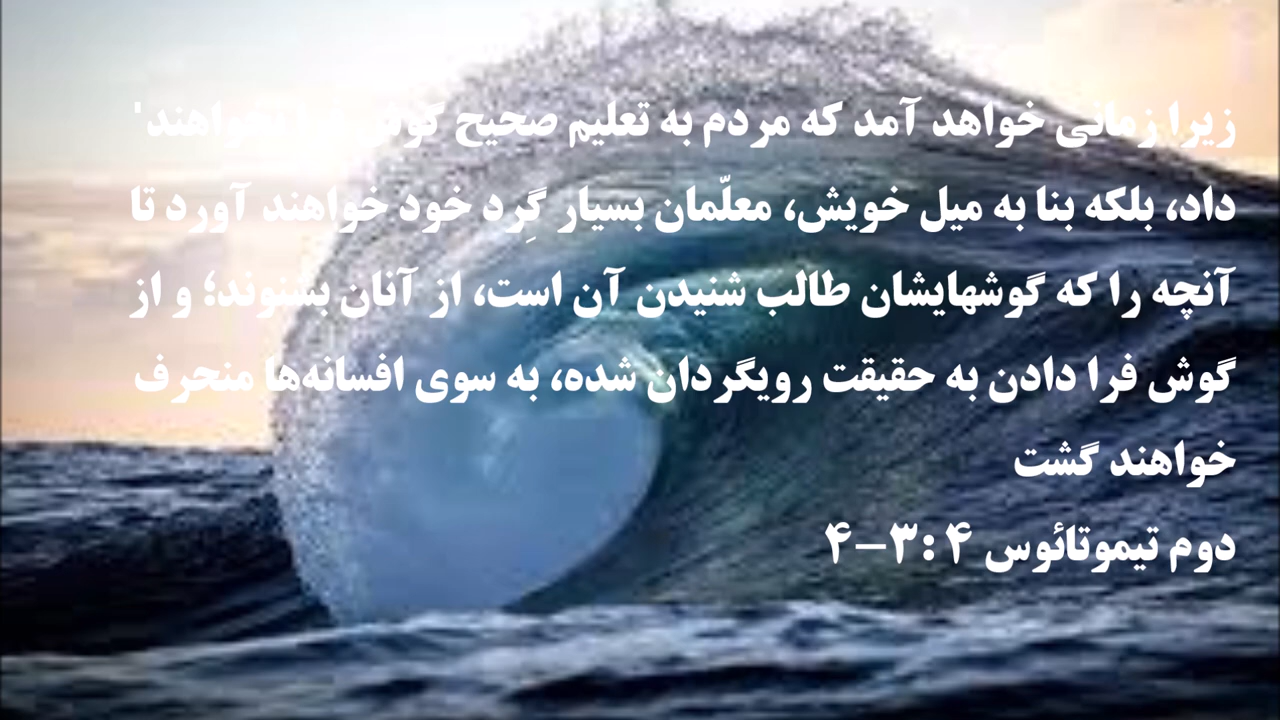 زیرا زمانی خواهد آمد که مردم به تعلیم صحیح گوش فرا نخواهند'
داد، بلکه بنا به میل خویش، معلّمان بسیار گِرد خود خواهند آورد تا
آنچه را که گوشهایشان طالب شنیدن آن است، از آنان بشنوند؛ و از
گوش فرا دادن به حقیقت رویگردان شده، به سوی افسانه‌ها منحرف
خواهند گشت
دوم تیموتائوس ۴ :۳-۴